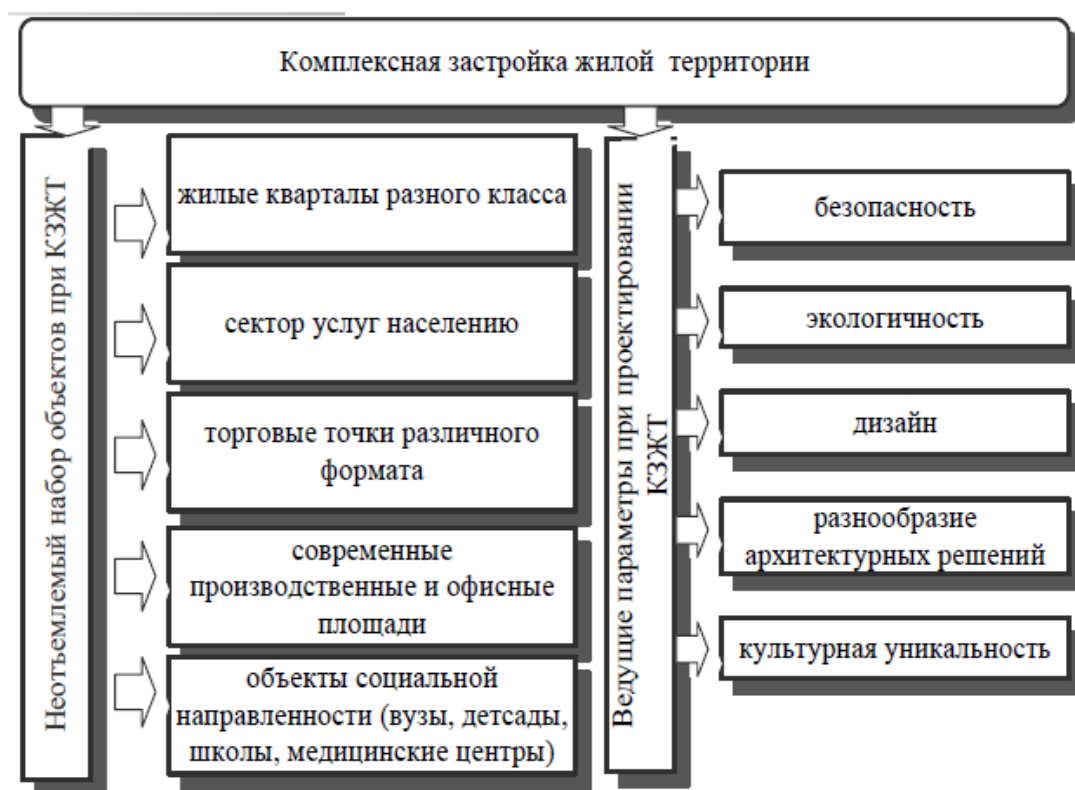 Комплексная застройка жилой территории
Неотъемлемый набор объектов при КЗЖТ
жилые кварталы разного класса
сектор услуг населению
торговые точки различного
формата
современные
производственные и офисные
площади
объекты социальной
направленности (вузы, детсады,
школы, медицинские центры)
Ведущие параметры при проектировании
КЗЖТ
безопасность
экологичность
дизайн
разнообразие
архитектурных решений
культурная уникальность